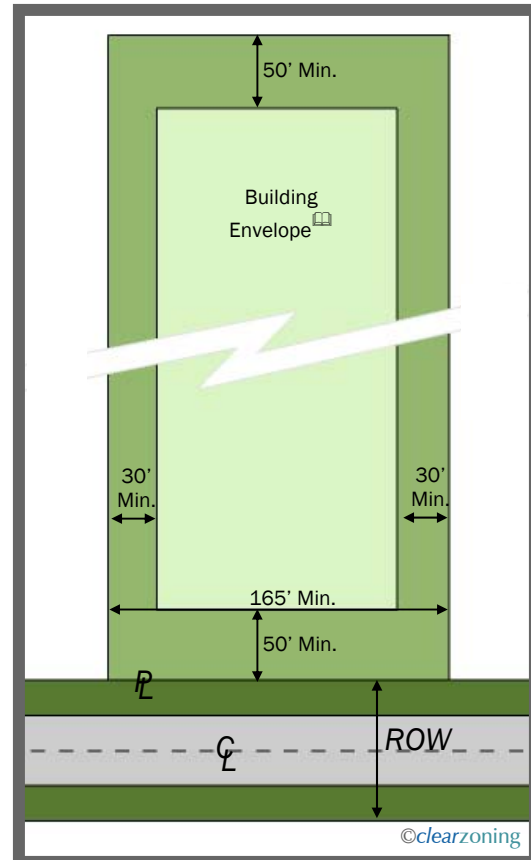 50’ Min.
Building
Envelope
30’
Min.
30’
Min.
165’ Min.
50’ Min.
PL
CL
ROW
©clearzoning